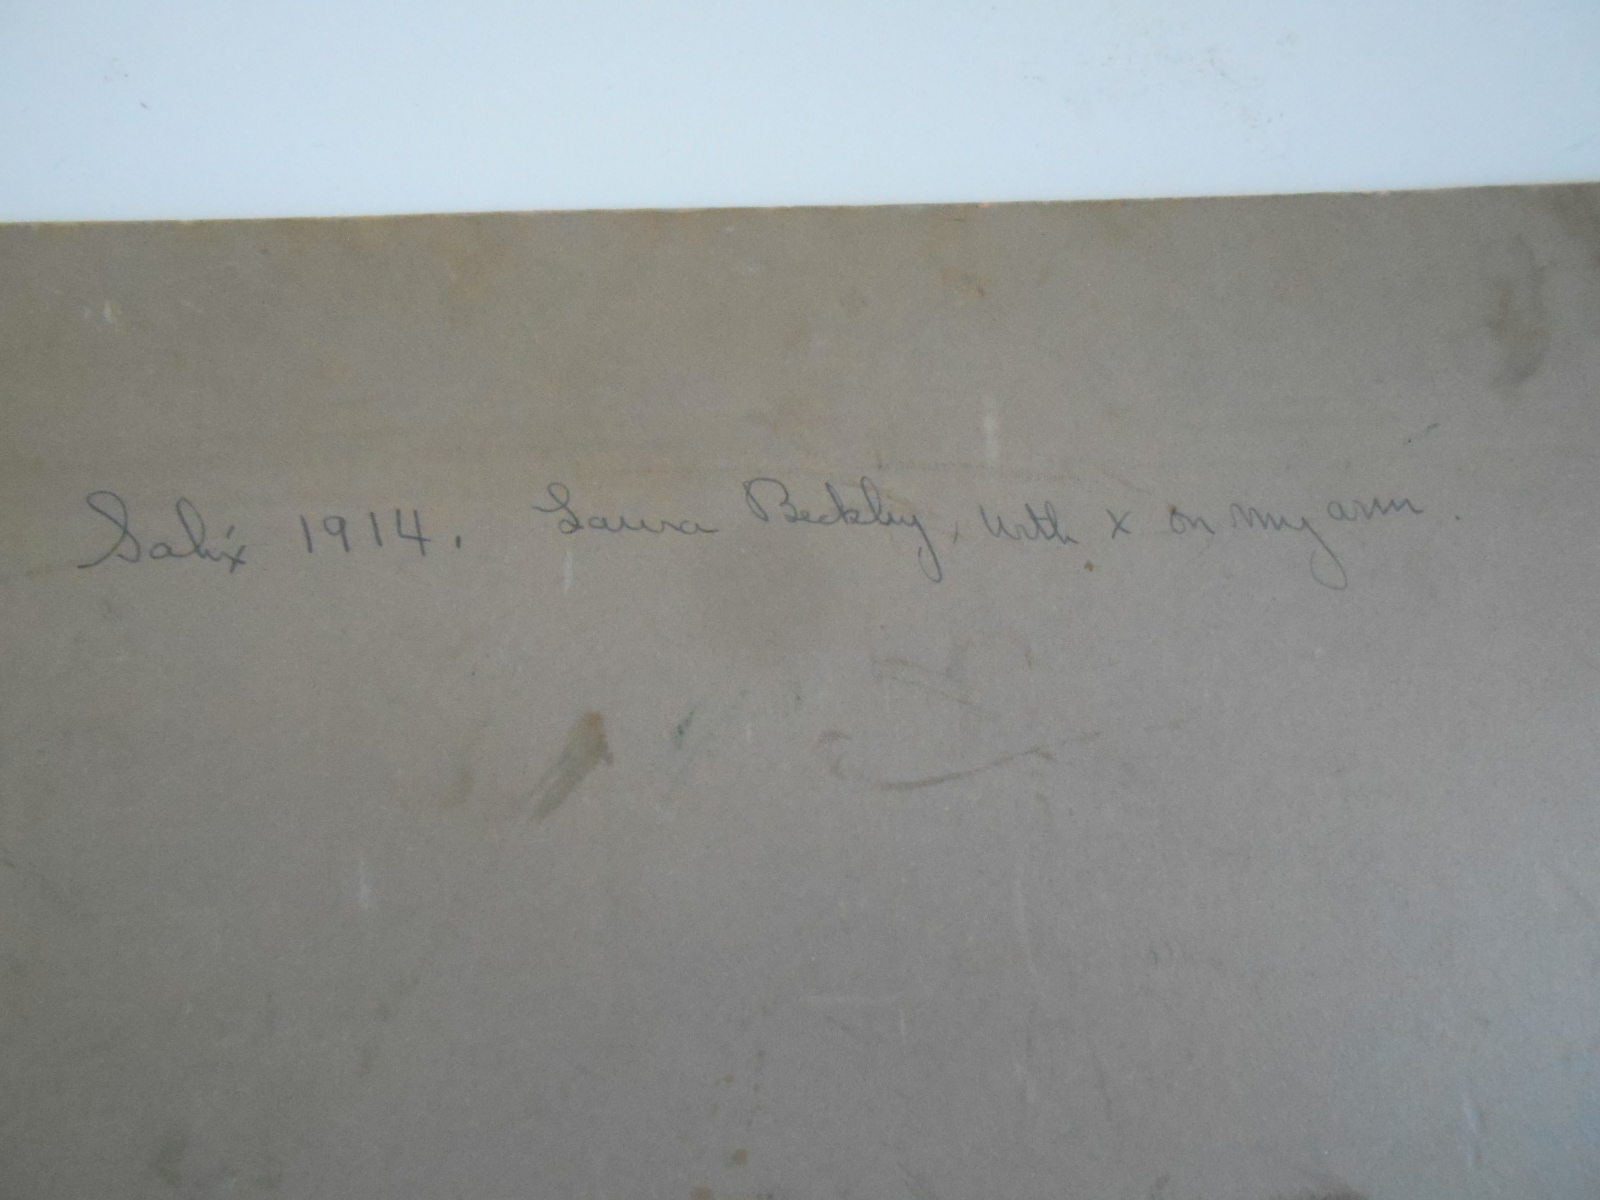 Salix 1914. Laura Beckley, with x on my arm.